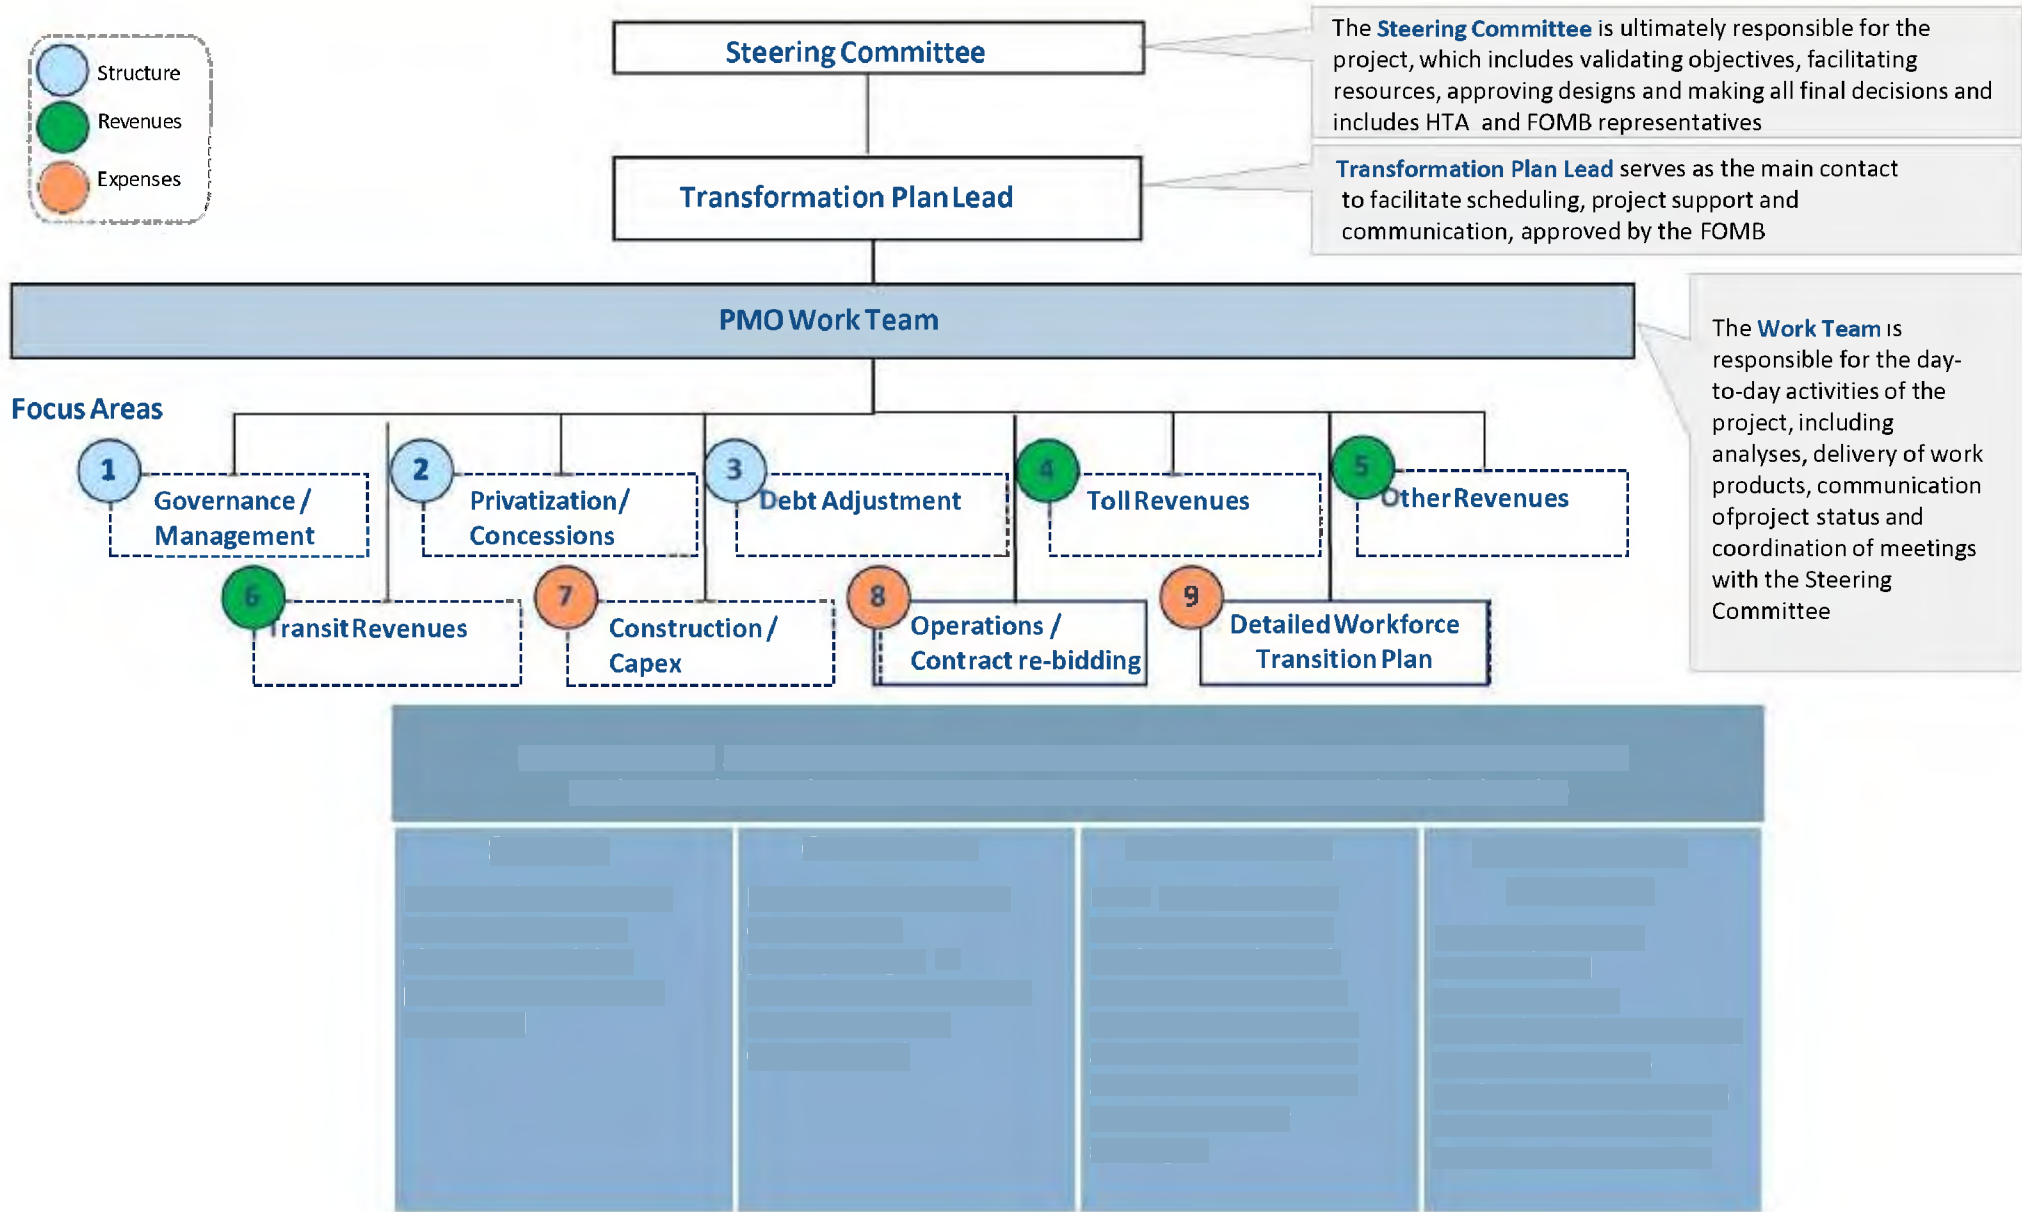 Structure
Revenues
Expenses
Steering Committee
The Steering Committee is ultimately responsible for the
project, which includes validating objectives, facilitating
resources, approving designs and making all final decisions and
includes HTA and FOMB representatives
Transformation Plan Lead
Transformation Plan Lead serves as the main contact
to facilitate scheduling, project support and
communication, approved by the FOMB
PMO Work Team
The Work Team is
responsible for the day-
to-day activities of the
project, including
analyses, delivery of work
products, communication
ofproject status and
coordination of meetings
with the Steering
Committee
Focus Areas
1
Governance /
Management
2
Privatization/
Concessions
3
Debt Adjustment
4
Toll Revenues
5
Other Revenues
6
Transit Revenues
7
Construction /
Capex
8
Operations /
Contract re-bidding
9
Detailed Workforce
Transition Plan